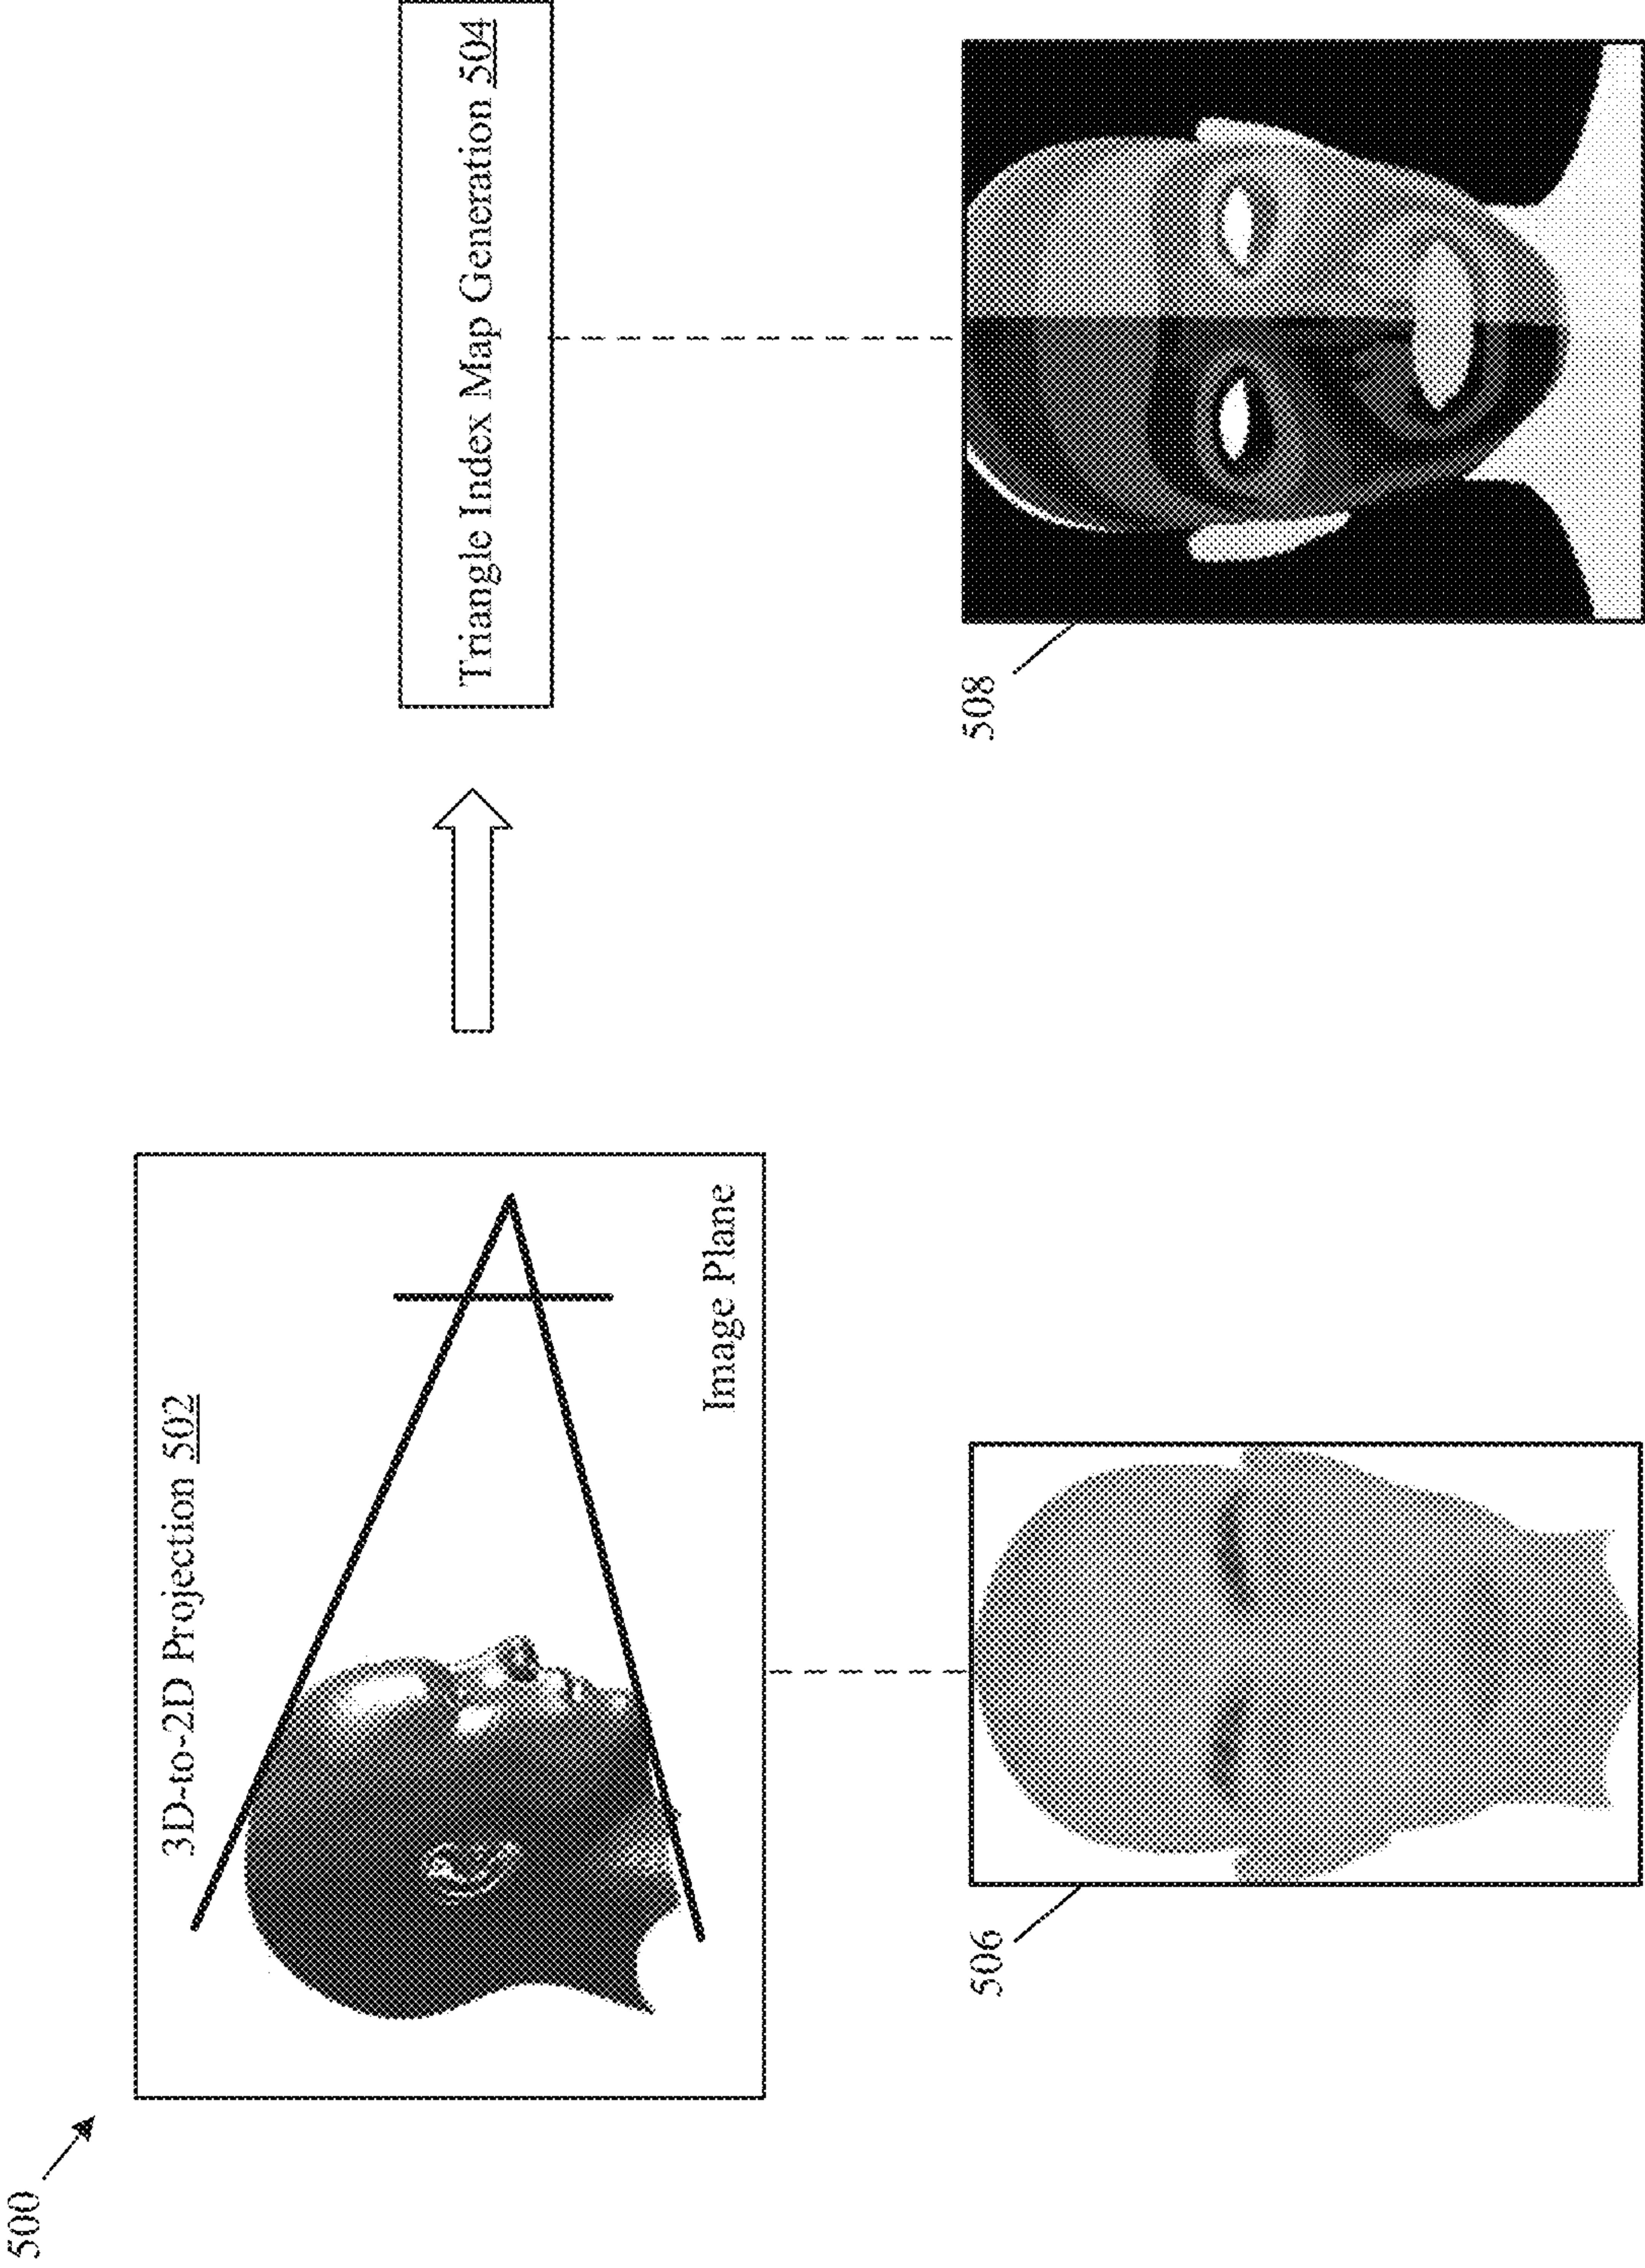 500
3D-to-2D Projection 502
Image Plane
Triangle Index Map Generation 504
506
508